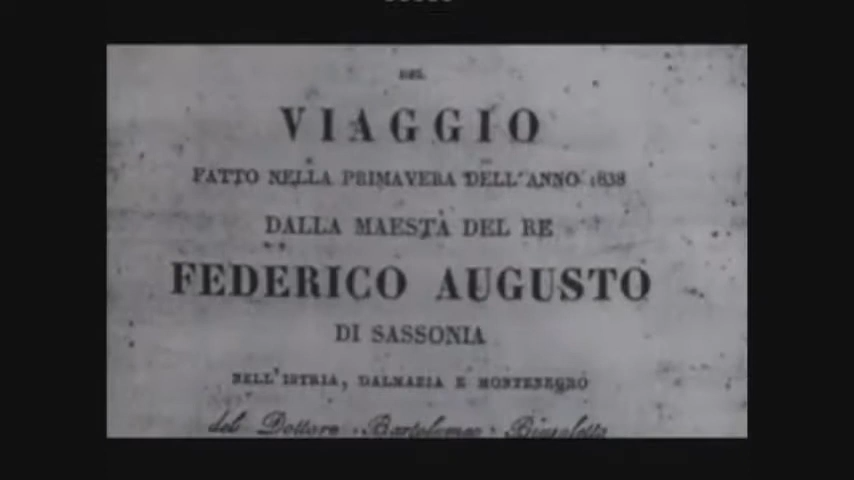 DEL
VIAGGIO
FATTO NELLA PRIMAVERA DELL'ANNO 1838
DALLA MAESTÀ DEL RE
FEDERICO AUGUSTO
DI SASSONIA
NELL'ISTRIA, DALMAZIA E MONTENEGRO
del Dottore Bartolomeo Biasoletto